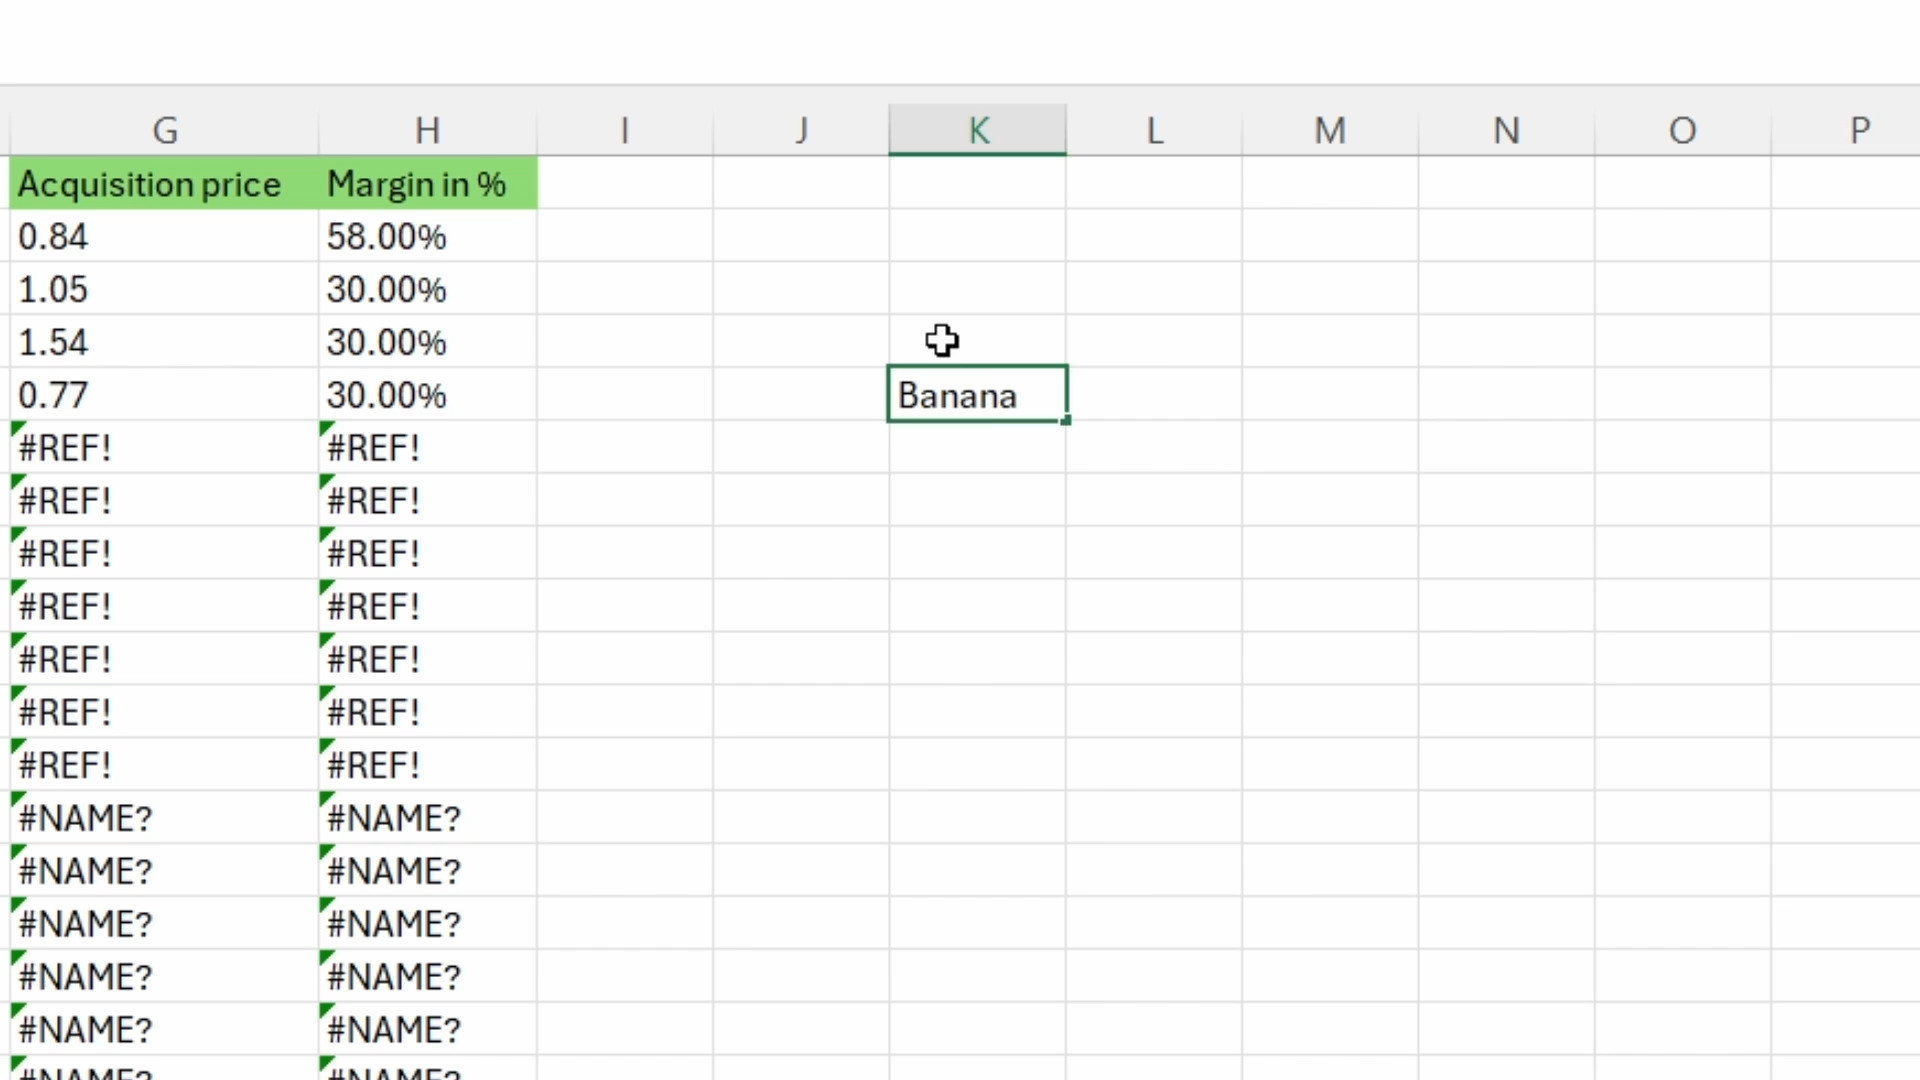 G H I J K L M N O P
Acquisition price Margin in %
0.84 58.00%
1.05 30.00%
1.54 30.00%
0.77 30.00% Banana
#REF! #REF!
#REF! #REF!
#REF! #REF!
#REF! #REF!
#REF! #REF!
#REF! #REF!
#REF! #REF!
#NAME? #NAME?
#NAME? #NAME?
#NAME? #NAME?
#NAME? #NAME?
#NAME? #NAME?
#NAME? #NAME?